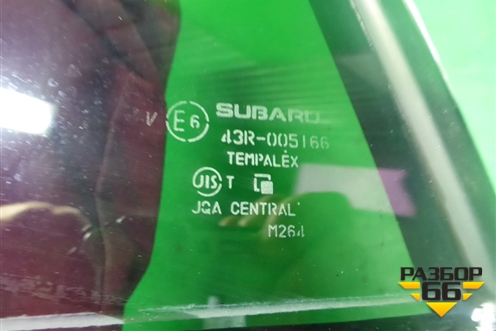 SUBARU
V E6 43R-005166
TEMPALEX
JIS T
JQA CENTRAL
M264
РАЗБОР
66